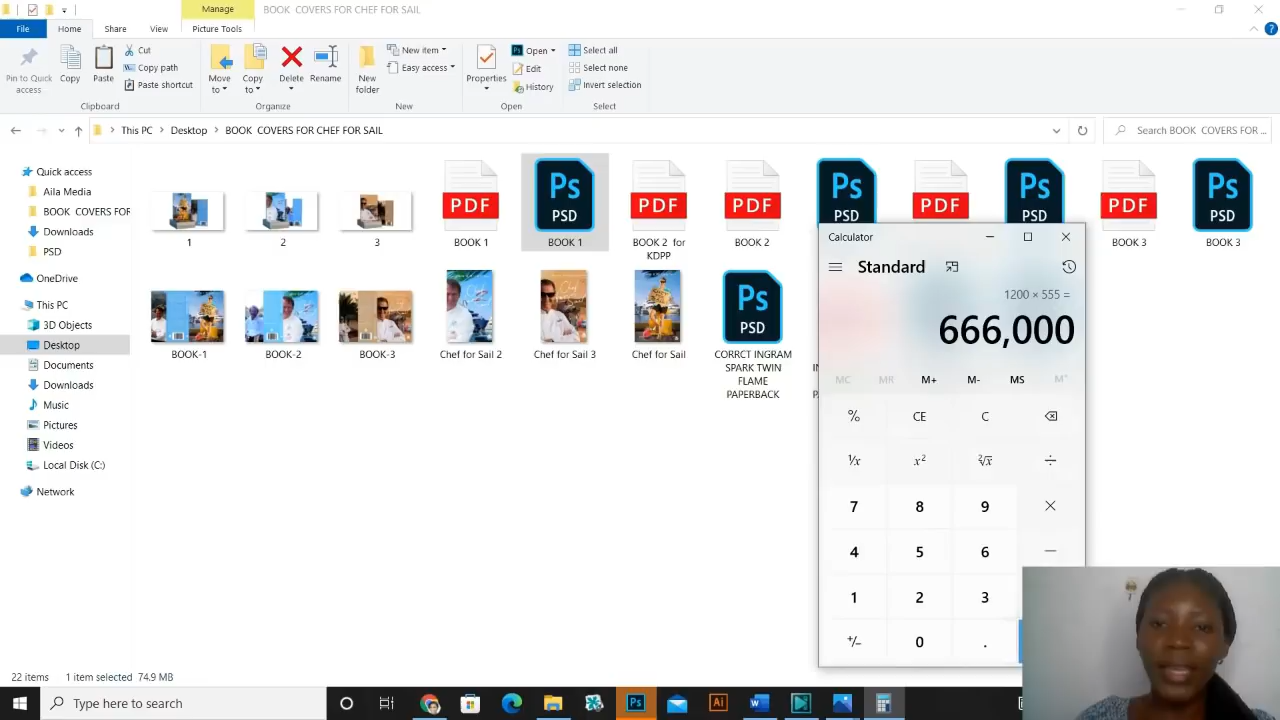 Manage
BOOK COVERS FOR CHEF FOR SAIL
File
Home
Share
View
Picture Tools
Pin to Quick
access
Copy
Paste
Cut
Copy path
Paste shortcut
Clipboard
Move
to
Copy
to
Delete
Rename
Organize
New
folder
New item
Easy access
New
Properties
Open
Edit
History
Open
Select all
Select none
Invert selection
Select
This PC
Desktop
BOOK COVERS FOR CHEF FOR SAIL
Search BOOK COVERS FOR ...
Quick access
Aila Media
BOOK COVERS FOR
Downloads
PSD
OneDrive
This PC
3D Objects
Desktop
Documents
Downloads
Music
Pictures
Videos
Local Disk (C:)
Network
PDF
Ps
PSD
PDF
PDF
Ps
PSD
PDF
Ps
PSD
PDF
Ps
PSD
1
2
3
BOOK 1
BOOK 1
BOOK 2 for
KDPP
BOOK 2
BOOK 3
BOOK 3
Ps
PSD
BOOK-1
BOOK-2
BOOK-3
Chef for Sail 2
Chef for Sail 3
Chef for Sail
CORRCT INGRAM
SPARK TWIN
FLAME
PAPERBACK
Calculator
Standard
1200 × 555 =
666,000
MC MR M+ M- MS M˅
% CE C
¹/x x² ²√x ÷
7 8 9 ×
4 5 6 −
1 2 3
+/− 0 .
22 items
1 item selected 74.9 MB
Type here to search
Ps
Ai
W